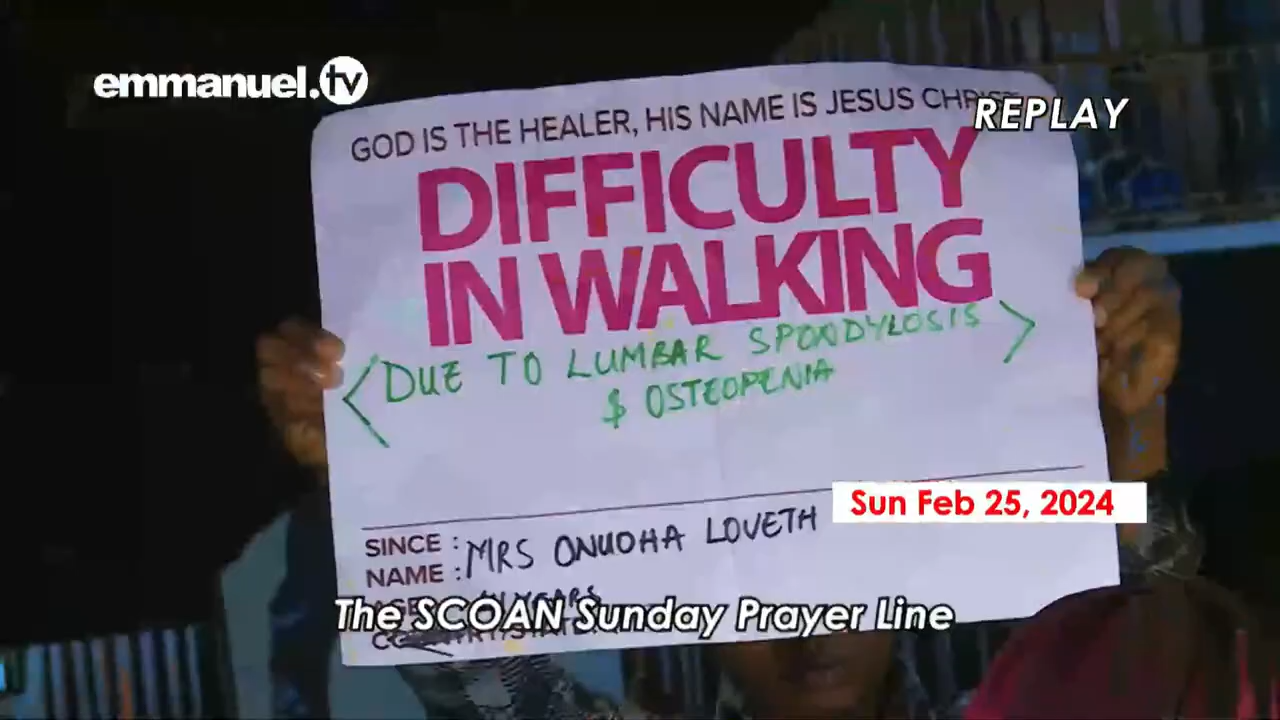 emmanuel.tv
REPLAY
GOD IS THE HEALER, HIS NAME IS JESUS
DIFFICULTY
IN WALKING
<DUE TO LUMBAR SPONDYLOSIS>
$ OSTEOPENIA
Sun Feb 25, 2024
SINCE :
NAME : MRS ONUOHA LOVETH
The SCOAN Sunday Prayer Line